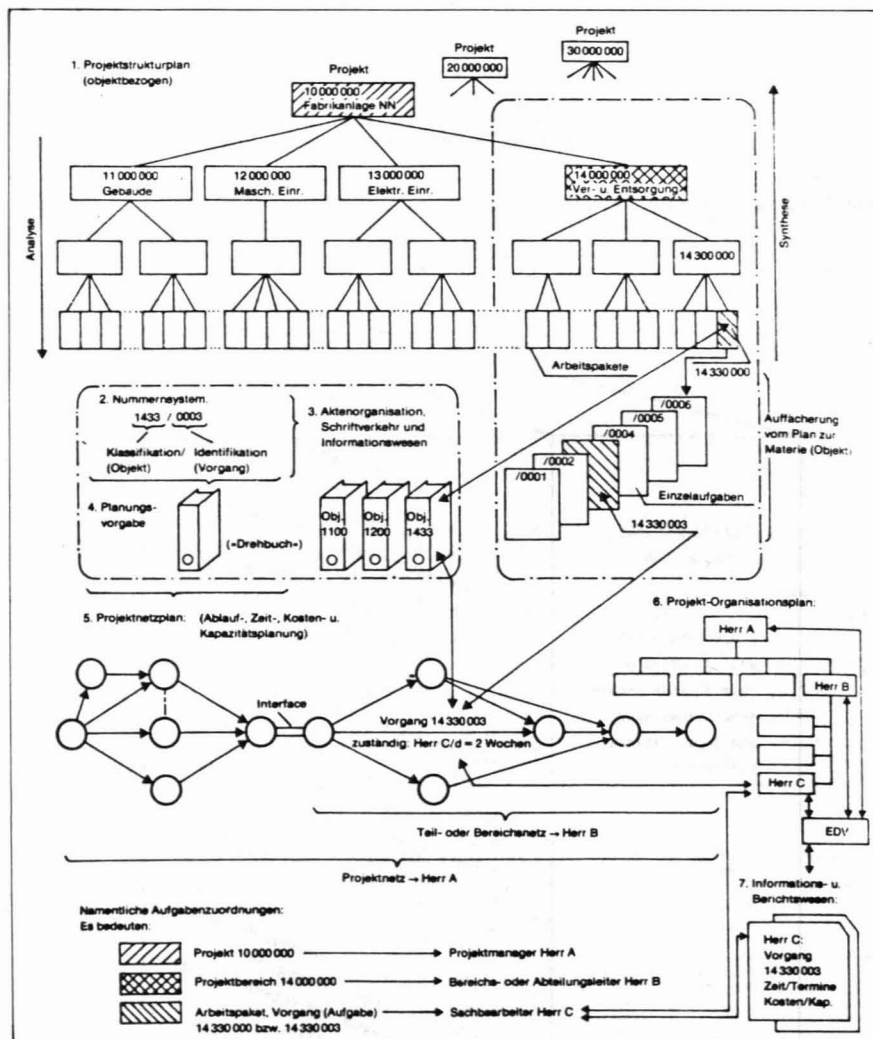 Projekt
30 000 000
Projekt
20 000 000
1. Projektstrukturplan
(objektbezogen)
Projekt
10 000 000
Fabrikanlage NN
11 000 000
Gebäude
12 000 000
Masch. Einr.
13 000 000
Elektr. Einr.
14 000 000
Ver- u. Entsorgung
Analyse
Synthese
14 300 000
Arbeitspakete
14 330 000
2. Nummernsystem.
1433 / 0003
Klassifikation/
(Objekt)
Identifikation
(Vorgang)
3. Aktenorganisation,
Schriftverkehr und
Informationswesen
4. Planungs-
vorgabe
(»Drehbuch«)
Obj.
1100
Obj.
1200
Obj.
1433
/0006
/0005
/0004
/0002
/0001
Auffächerung
vom Plan zur
Materie (Objekt)
Einzelaufgaben
14 330 003
5. Projektnetzplan:
(Ablauf-, Zeit-, Kosten- u.
Kapazitätsplanung)
6. Projekt-Organisationsplan:
Herr A
Herr B
Herr C
EDV
Interface
Vorgang 14 330 003
zuständig: Herr C/d = 2 Wochen
Teil- oder Bereichsnetz → Herr B
Projektnetz → Herr A
7. Informations- u.
Berichtswesen:
Herr C:
Vorgang
14 330 003
Zeit/Termine
Kosten/Kap.
Namentliche Aufgabenzuordnungen:
Es bedeuten:
Projekt 10 000 000 → Projektmanager Herr A
Projektbereich 14 000 000 → Bereichs- oder Abteilungsleiter Herr B
Arbeitspaket, Vorgang (Aufgabe) Sachbearbeiter Herr C
14 330 000 bzw. 14 330 003